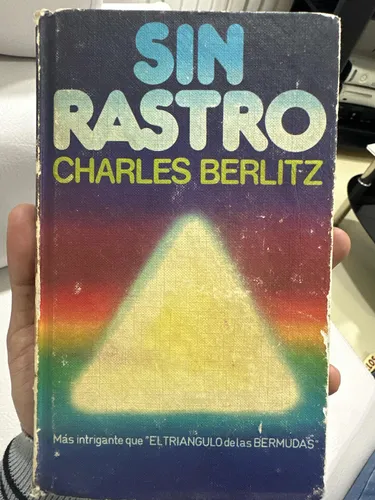 SIN
RASTRO
CHARLES BERLITZ
Más intrigante que "EL TRIANGULO de las BERMUDAS"